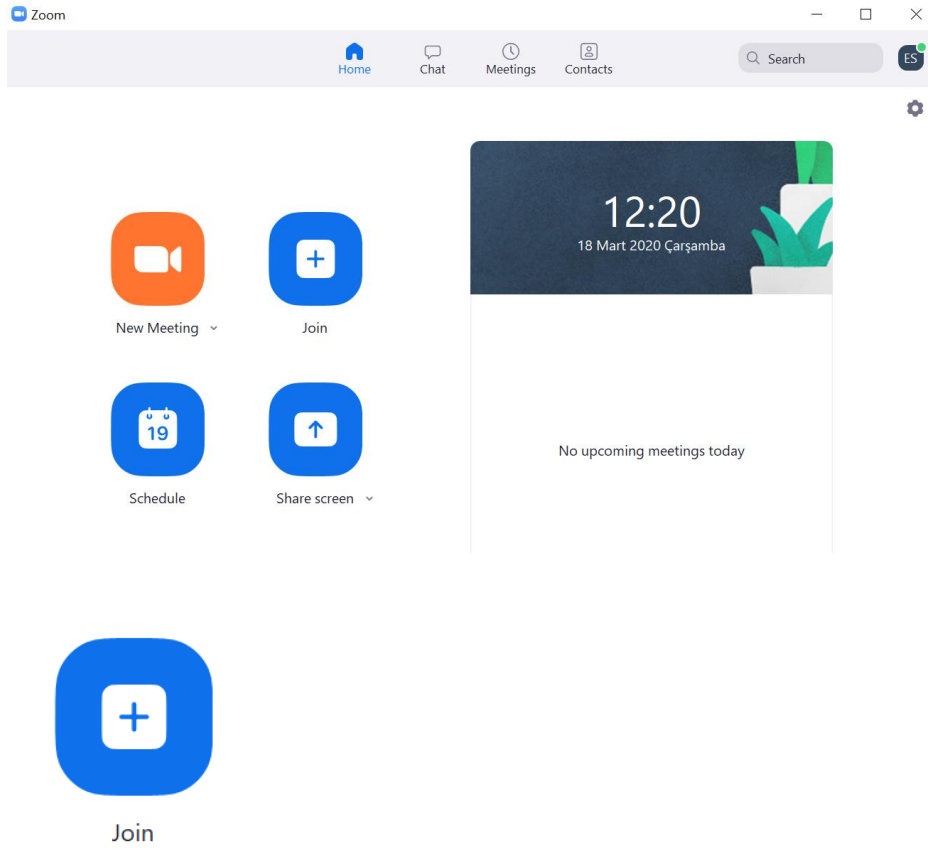 Zoom
Home
Chat
Meetings
Contacts
Search
ES
12:20
18 Mart 2020 Çarşamba
New Meeting
Join
19
Schedule
Share screen
No upcoming meetings today
Join